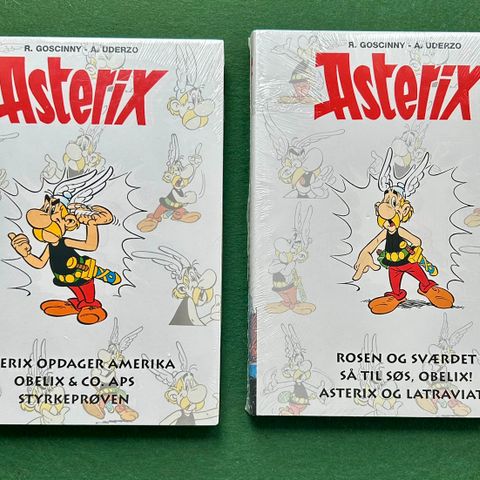 R. GOSCINNY - A. UDERZO
Asterix
ERIX OPDAGER AMERIKA
OBELIX & CO. APS
STYRKEPRØVEN
R. GOSCINNY - A. UDERZO
Asterix
ROSEN OG SVÆRDET
SÅ TIL SØS, OBELIX!
ASTERIX OG LATRAVIAT